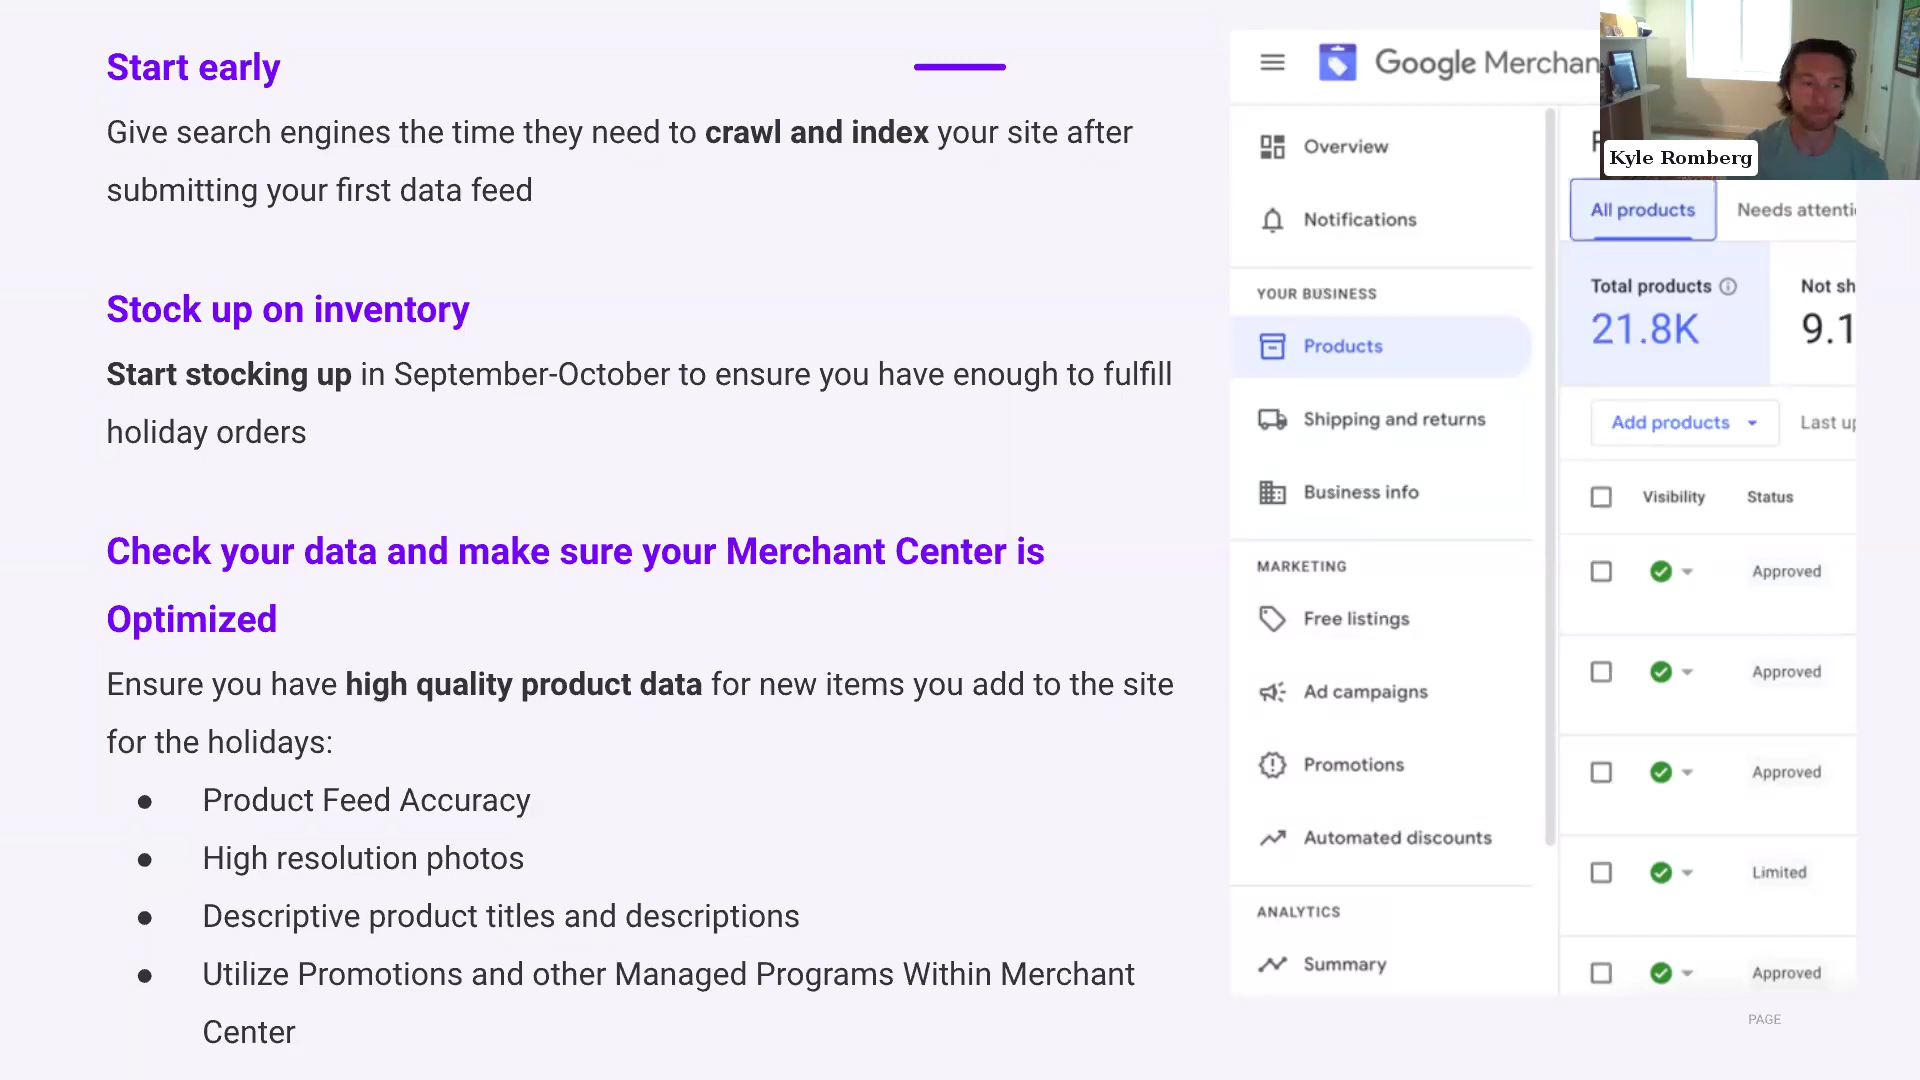 Start early
Give search engines the time they need to crawl and index your site after
submitting your first data feed
Stock up on inventory
Start stocking up in September-October to ensure you have enough to fulfill
holiday orders
Check your data and make sure your Merchant Center is
Optimized
Ensure you have high quality product data for new items you add to the site
for the holidays:
● Product Feed Accuracy
● High resolution photos
● Descriptive product titles and descriptions
● Utilize Promotions and other Managed Programs Within Merchant
Center
Google Merchan
Overview
Notifications
YOUR BUSINESS
Products
Shipping and returns
Business info
MARKETING
Free listings
Ad campaigns
Promotions
Automated discounts
ANALYTICS
Summary
Kyle Romberg
All products Needs attenti
Total products Not sh
21.8K 9.1
Add products Last up
Visibility Status
Approved
Approved
Approved
Limited
Approved
PAGE